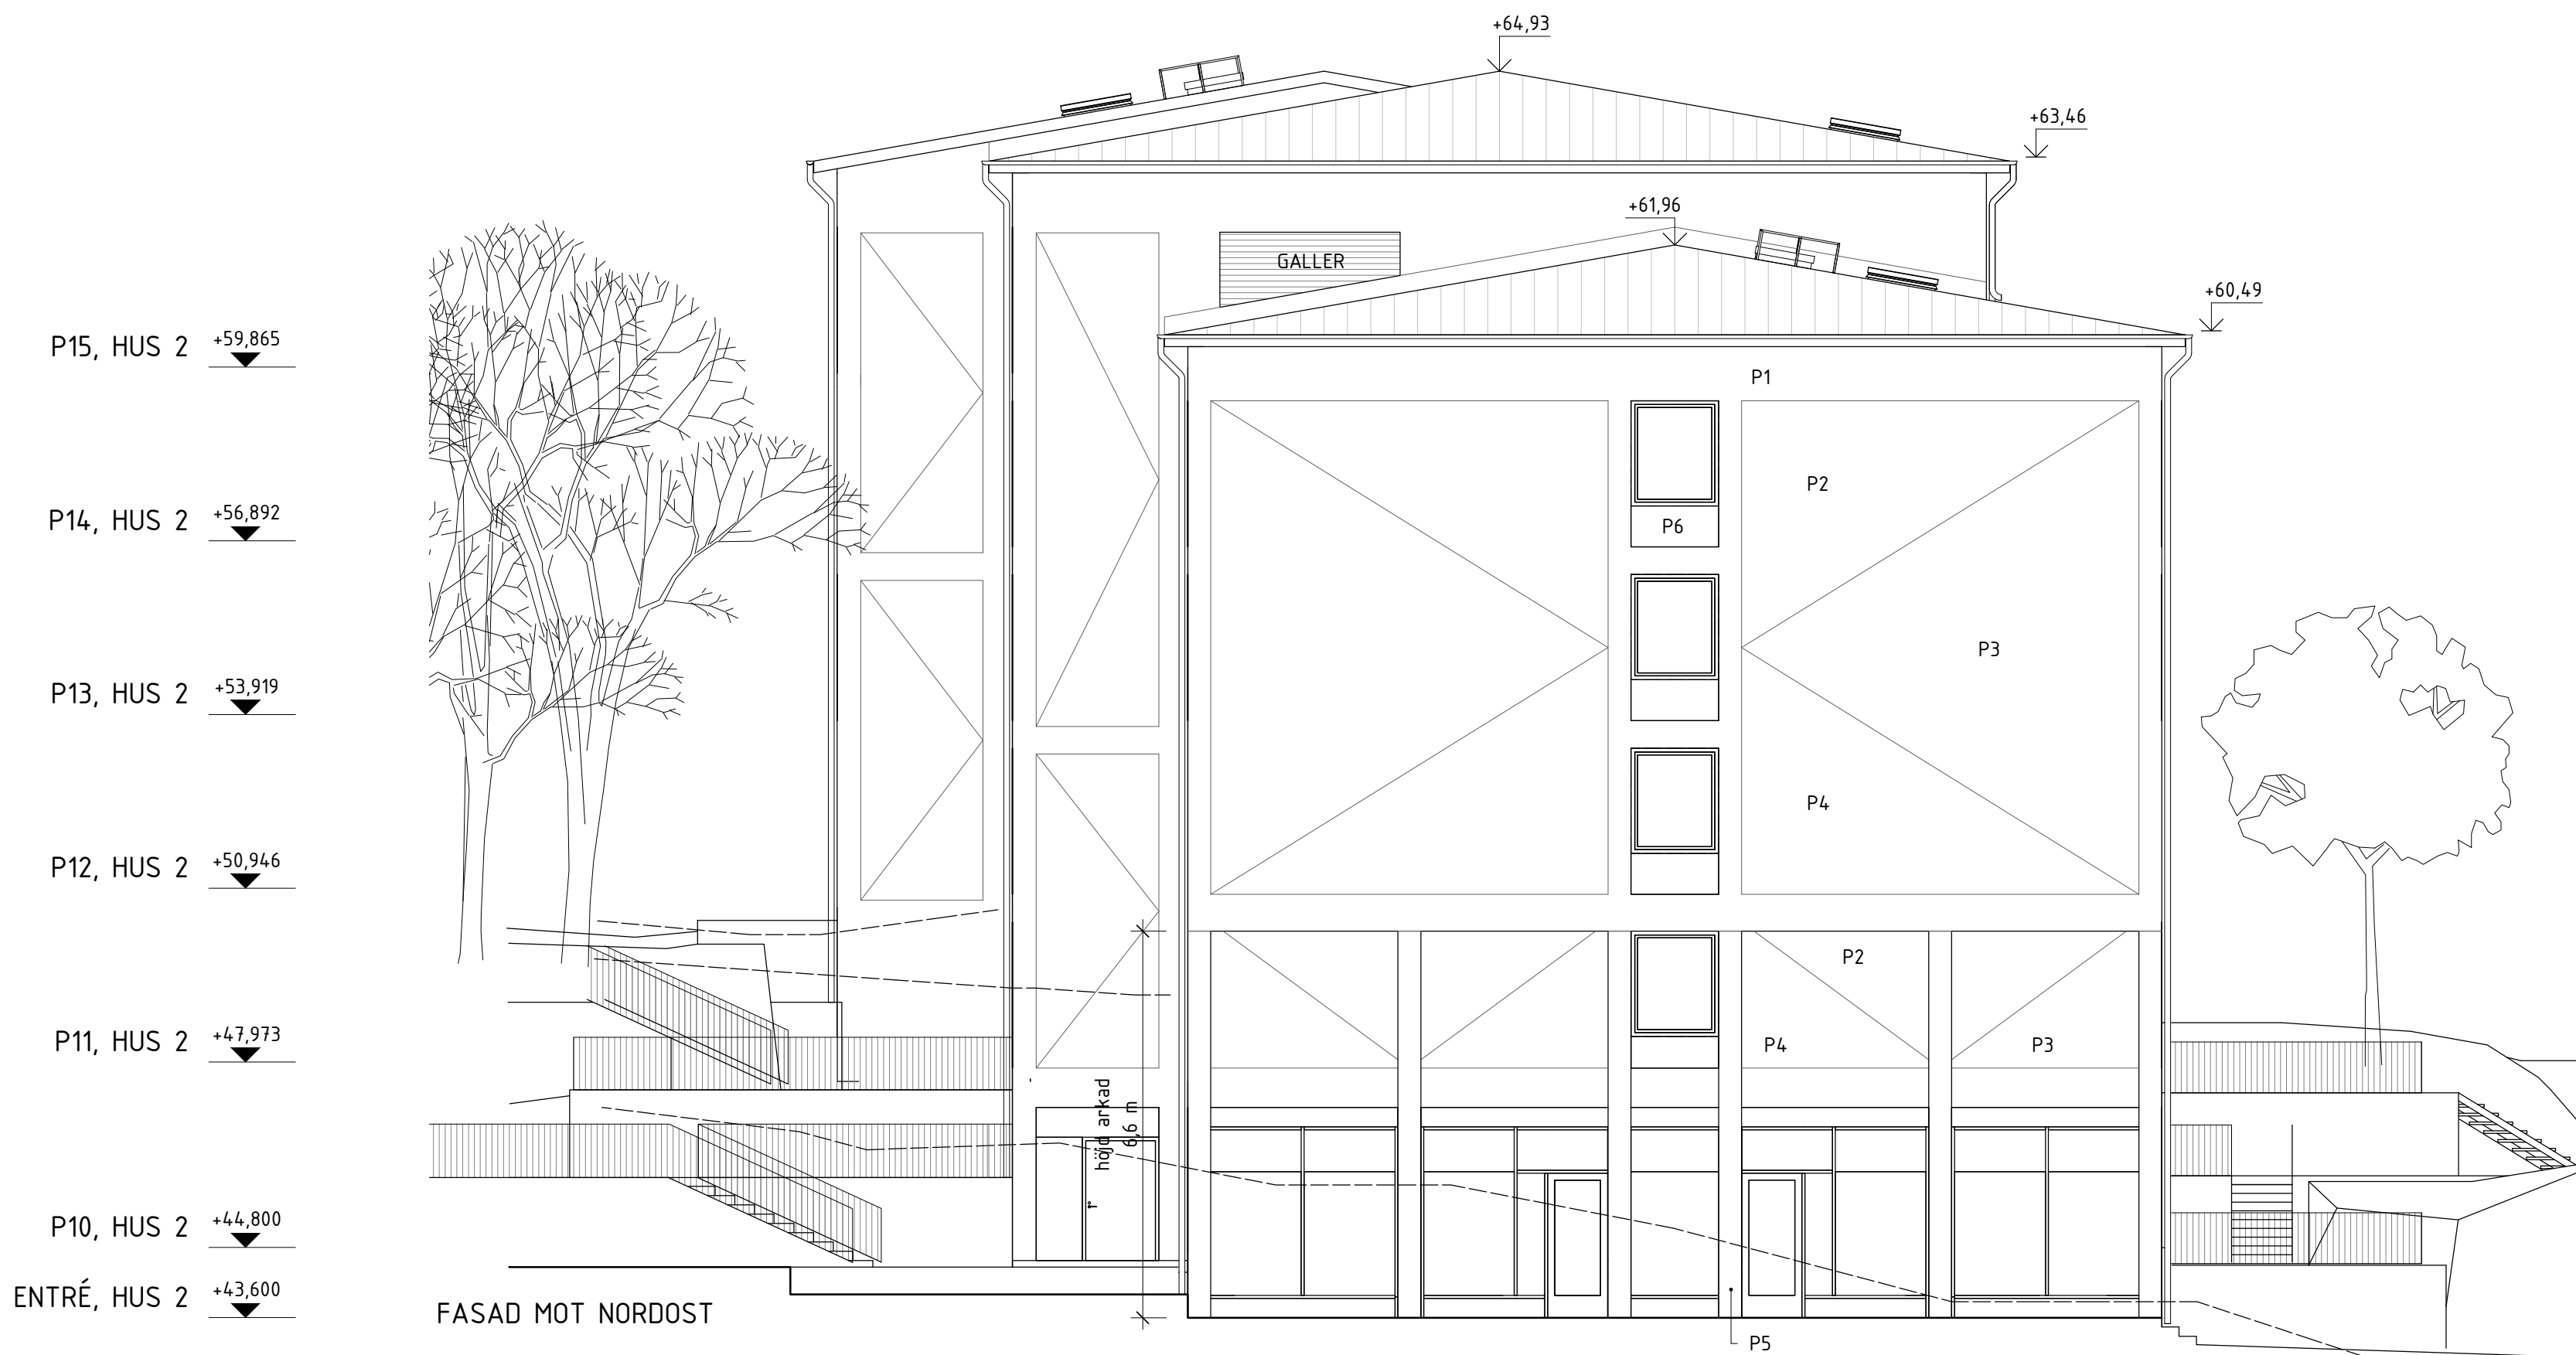 +64,93
+63,46
+61,96
GALLER
+60,49
P15, HUS 2 +59,865
P1
P2
P14, HUS 2 +56,892
P6
P3
P13, HUS 2 +53,919
P4
P12, HUS 2 +50,946
P2
P11, HUS 2 +47,973
P4
P3
höjd arkad
6,6 m
P10, HUS 2 +44,800
ENTRÉ, HUS 2 +43,600
FASAD MOT NORDOST
P5